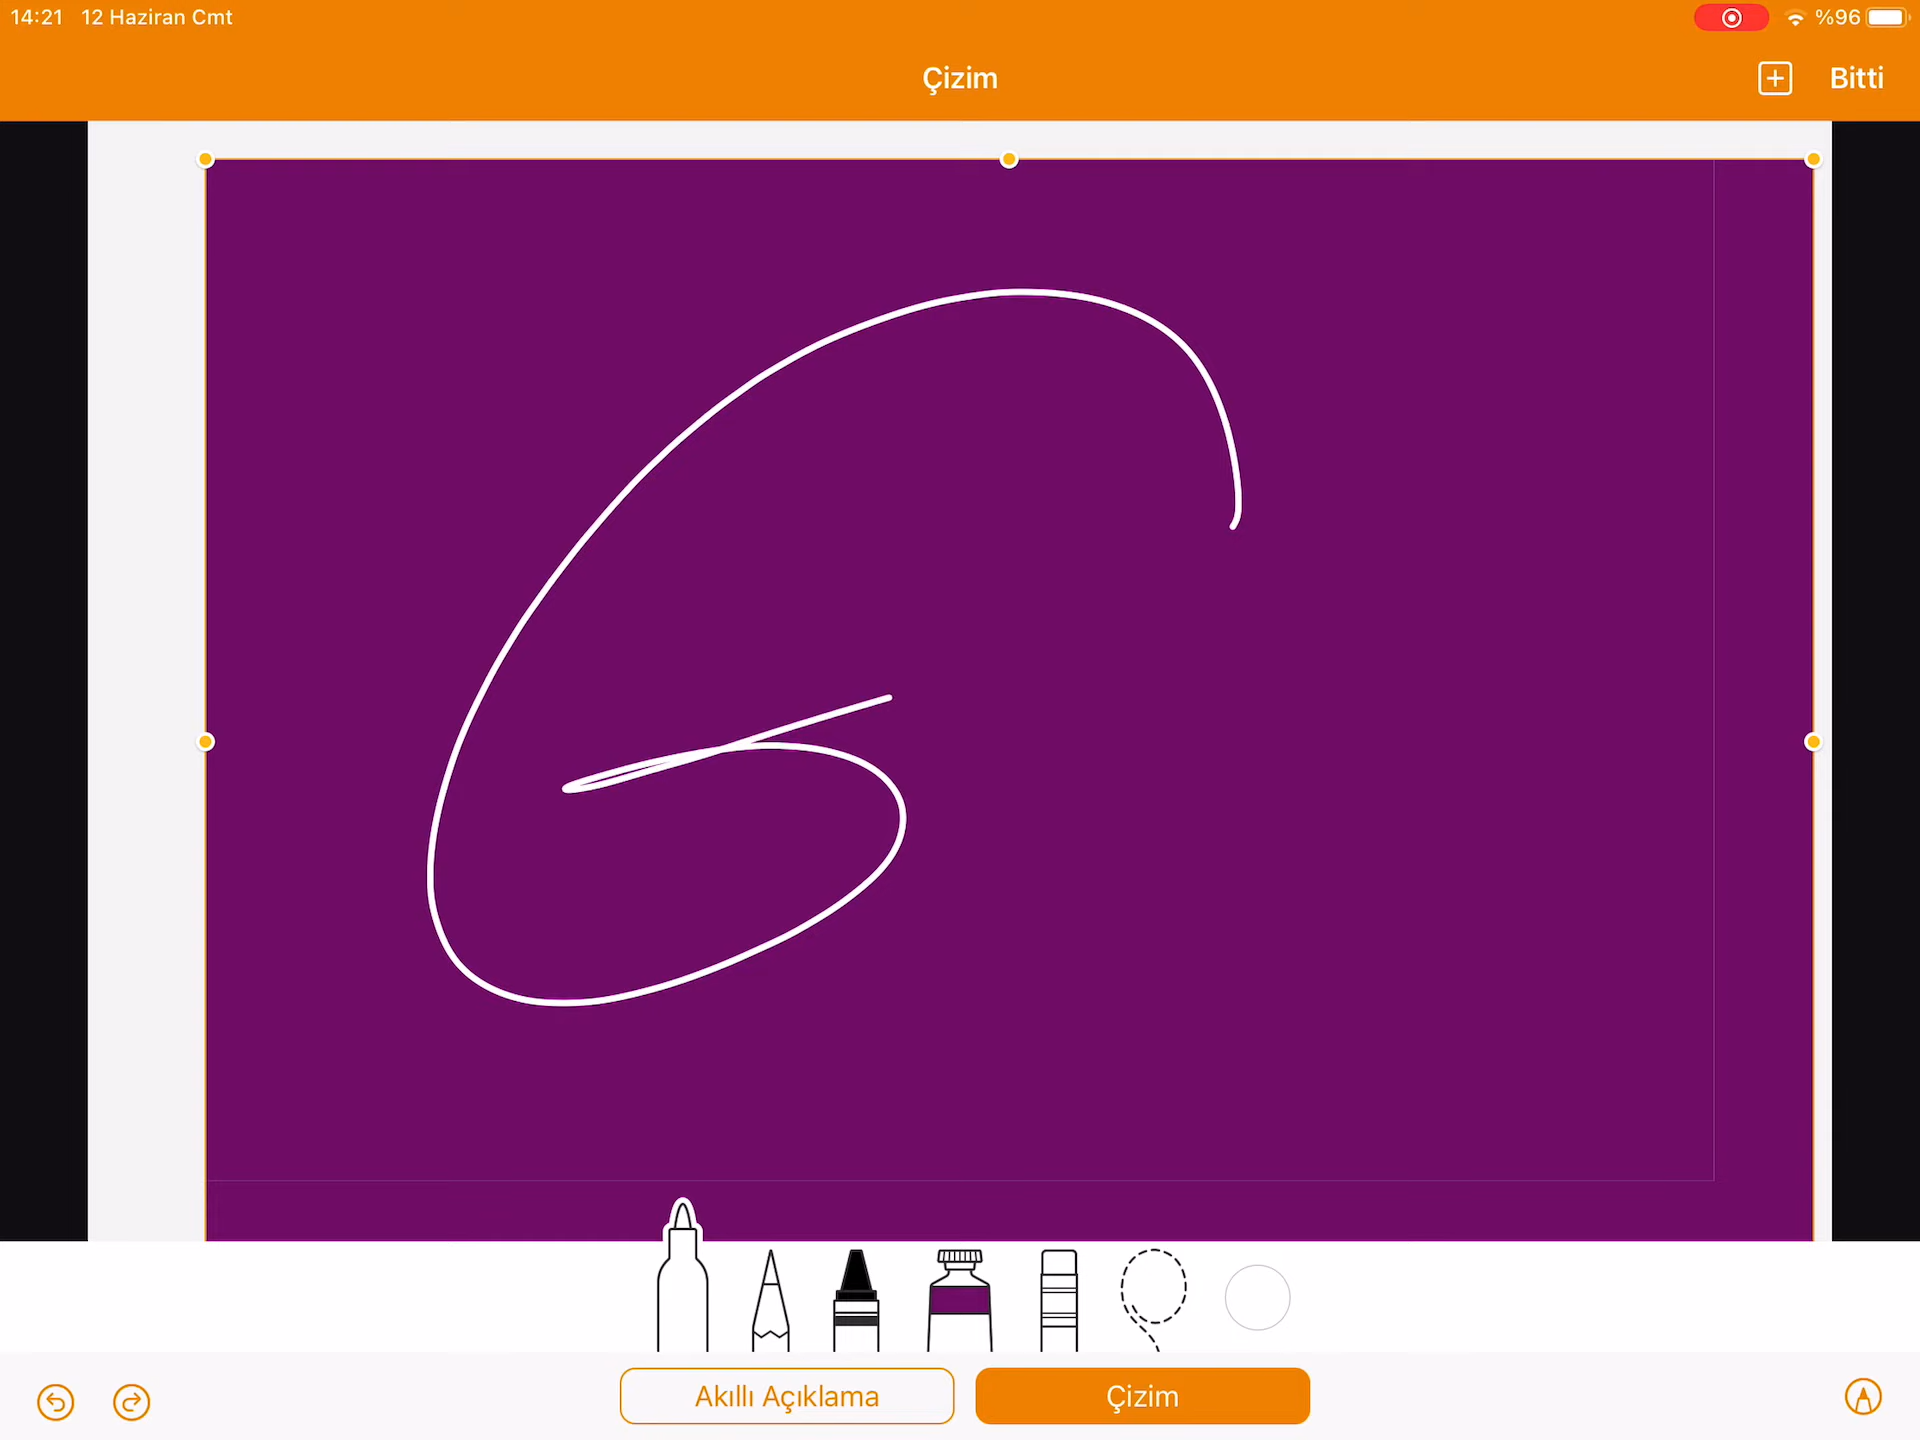 14:21 12 Haziran Cmt
%96
Çizim
Bitti
G
Akıllı Açıklama
Çizim